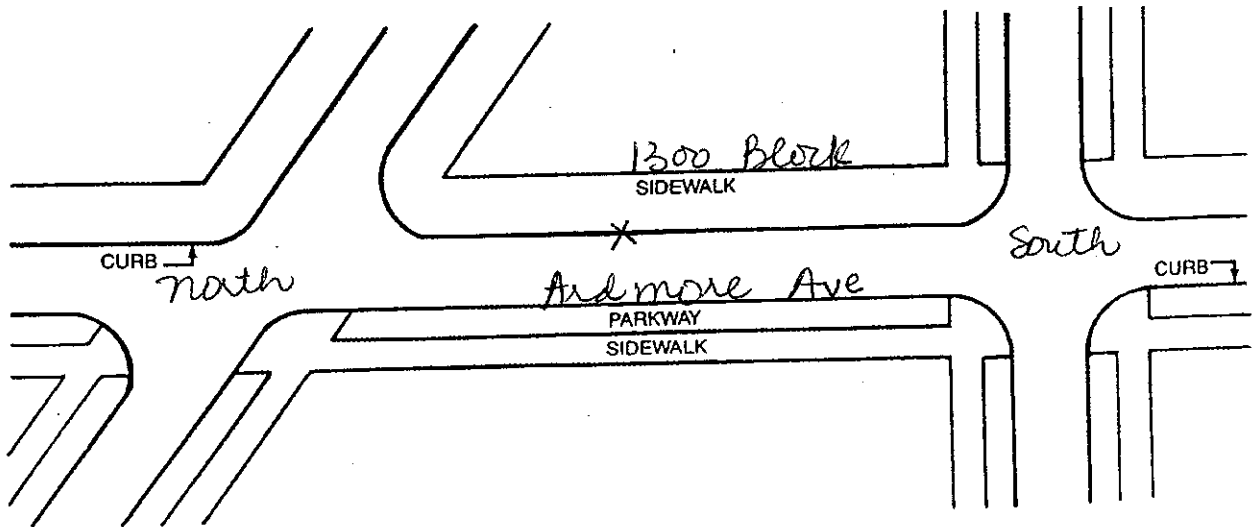 1300 Block
SIDEWALK
CURB
North
South
CURB
Ardmore Ave
PARKWAY
SIDEWALK